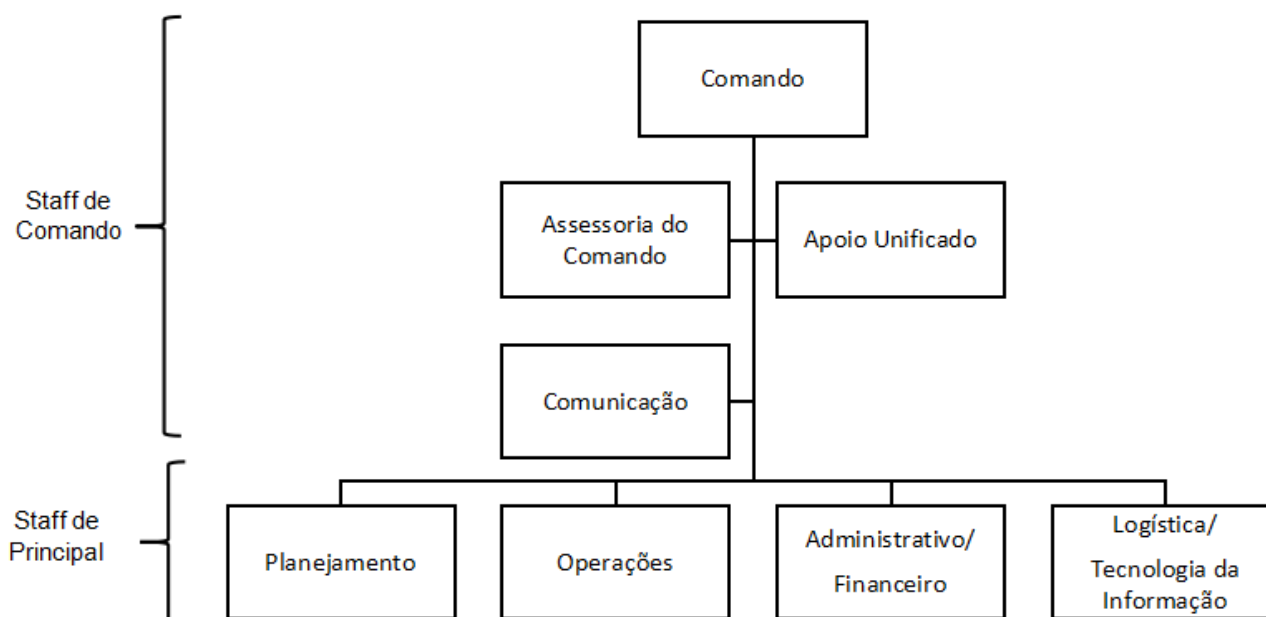 Comando
Staff de
Comando
Assessoria do
Comando
Apoio Unificado
Comunicação
Staff de
Principal
Planejamento
Operações
Administrativo/
Financeiro
Logística/
Tecnologia da
Informação